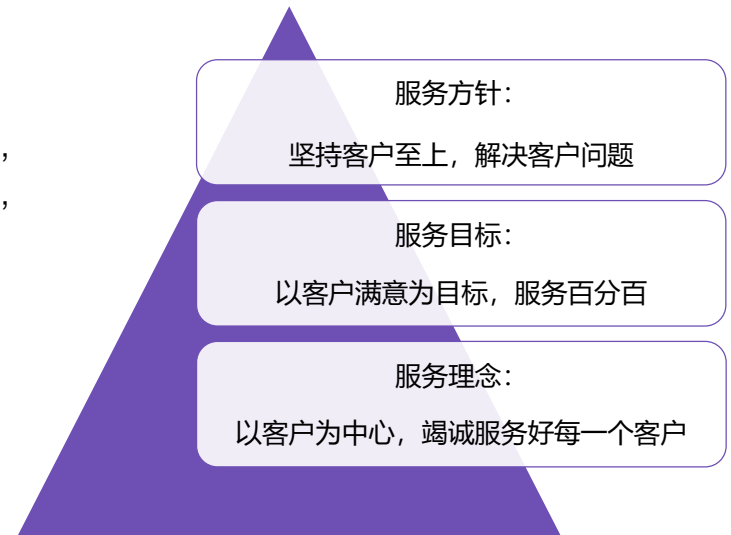 服务方针：
，
坚持客户至上，解决客户问题
，
服务目标：
以客户满意为目标，服务百分百
服务理念：
以客户为中心，竭诚服务好每一个客户